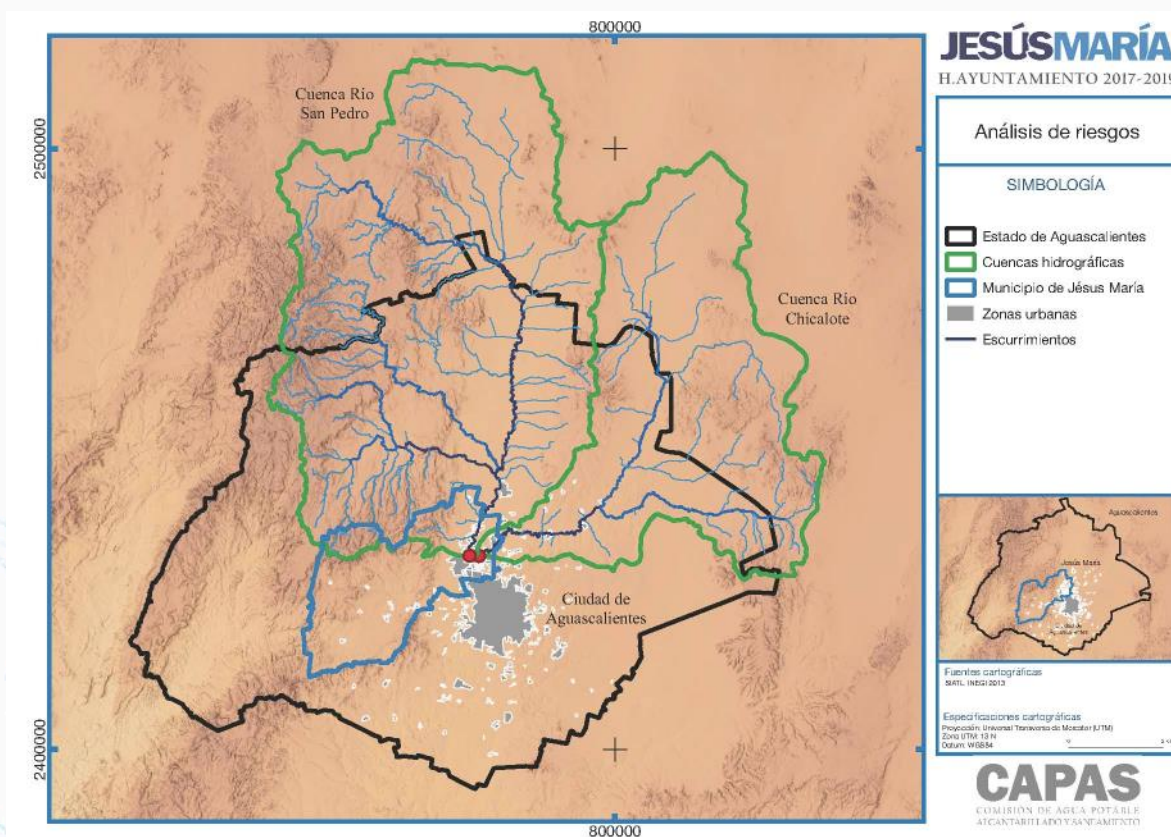 800000
JESÚSMARÍA
H.AYUNTAMIENTO 2017-2019
Análisis de riesgos
SIMBOLOGÍA
Estado de Aguascalientes
Cuencas hidrográficas
Municipio de Jésus María
Zonas urbanas
Escurrimientos
Cuenca Río
San Pedro
2500000
Cuenca Río
Chicalote
Ciudad de
Aguascalientes
2400000
800000
Aguascalientes
Jesús María
Ciudad de
Aguascalientes
Fuentes cartográficas
SIATL, INEGI 2013
Especificaciones cartográficas
Proyección: Universal Transversa de Mercator (UTM)
Zona UTM: 13 N
Datum: WGS84
CAPAS
COMISIÓN DE AGUA POTABLE
ALCANTARILLADO Y SANEAMIENTO